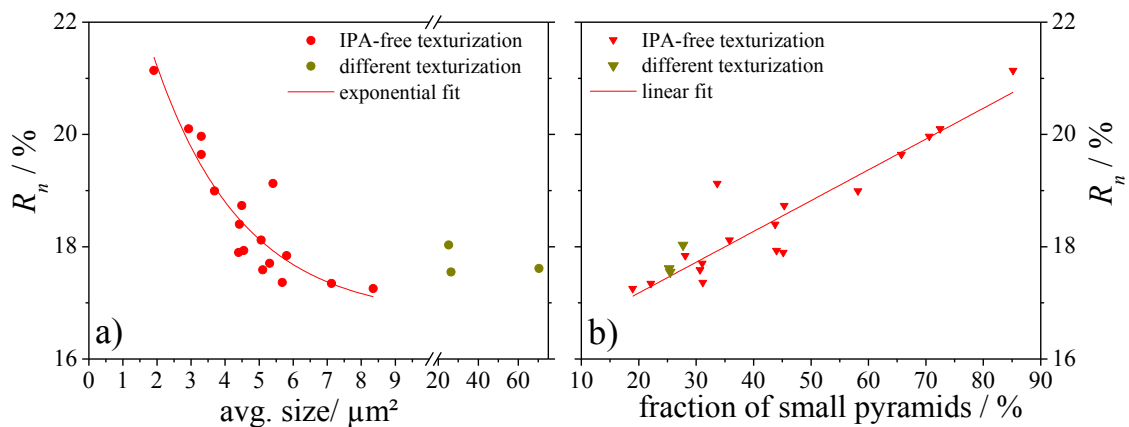 22
20
18
16
R_n / %
IPA-free texturization
different texturization
exponential fit
a)
0 1 2 3 4 5 6 7 8 9 20 40 60
avg. size/ µm²
IPA-free texturization
different texturization
linear fit
b)
10 20 30 40 50 60 70 80 90
fraction of small pyramids / %
22
20
18
16
R_n / %